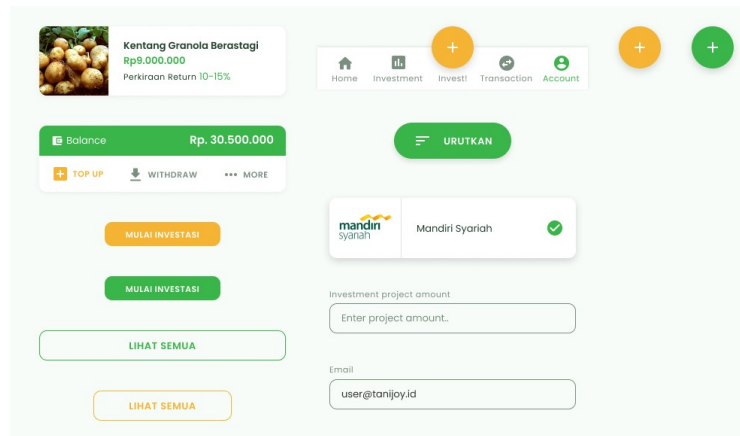 Kentang Granola Berastagi
Rp9.000.000
Perkiraan Return 10-15%
Home Investment Invest! Transaction Account
Balance Rp. 30.500.000
TOP UP WITHDRAW MORE
URUTKAN
MULAI INVESTASI
mandiri
syariah
Mandiri Syariah
MULAI INVESTASI
Investment project amount
Enter project amount..
LIHAT SEMUA
Email
user@tanijoy.id
LIHAT SEMUA